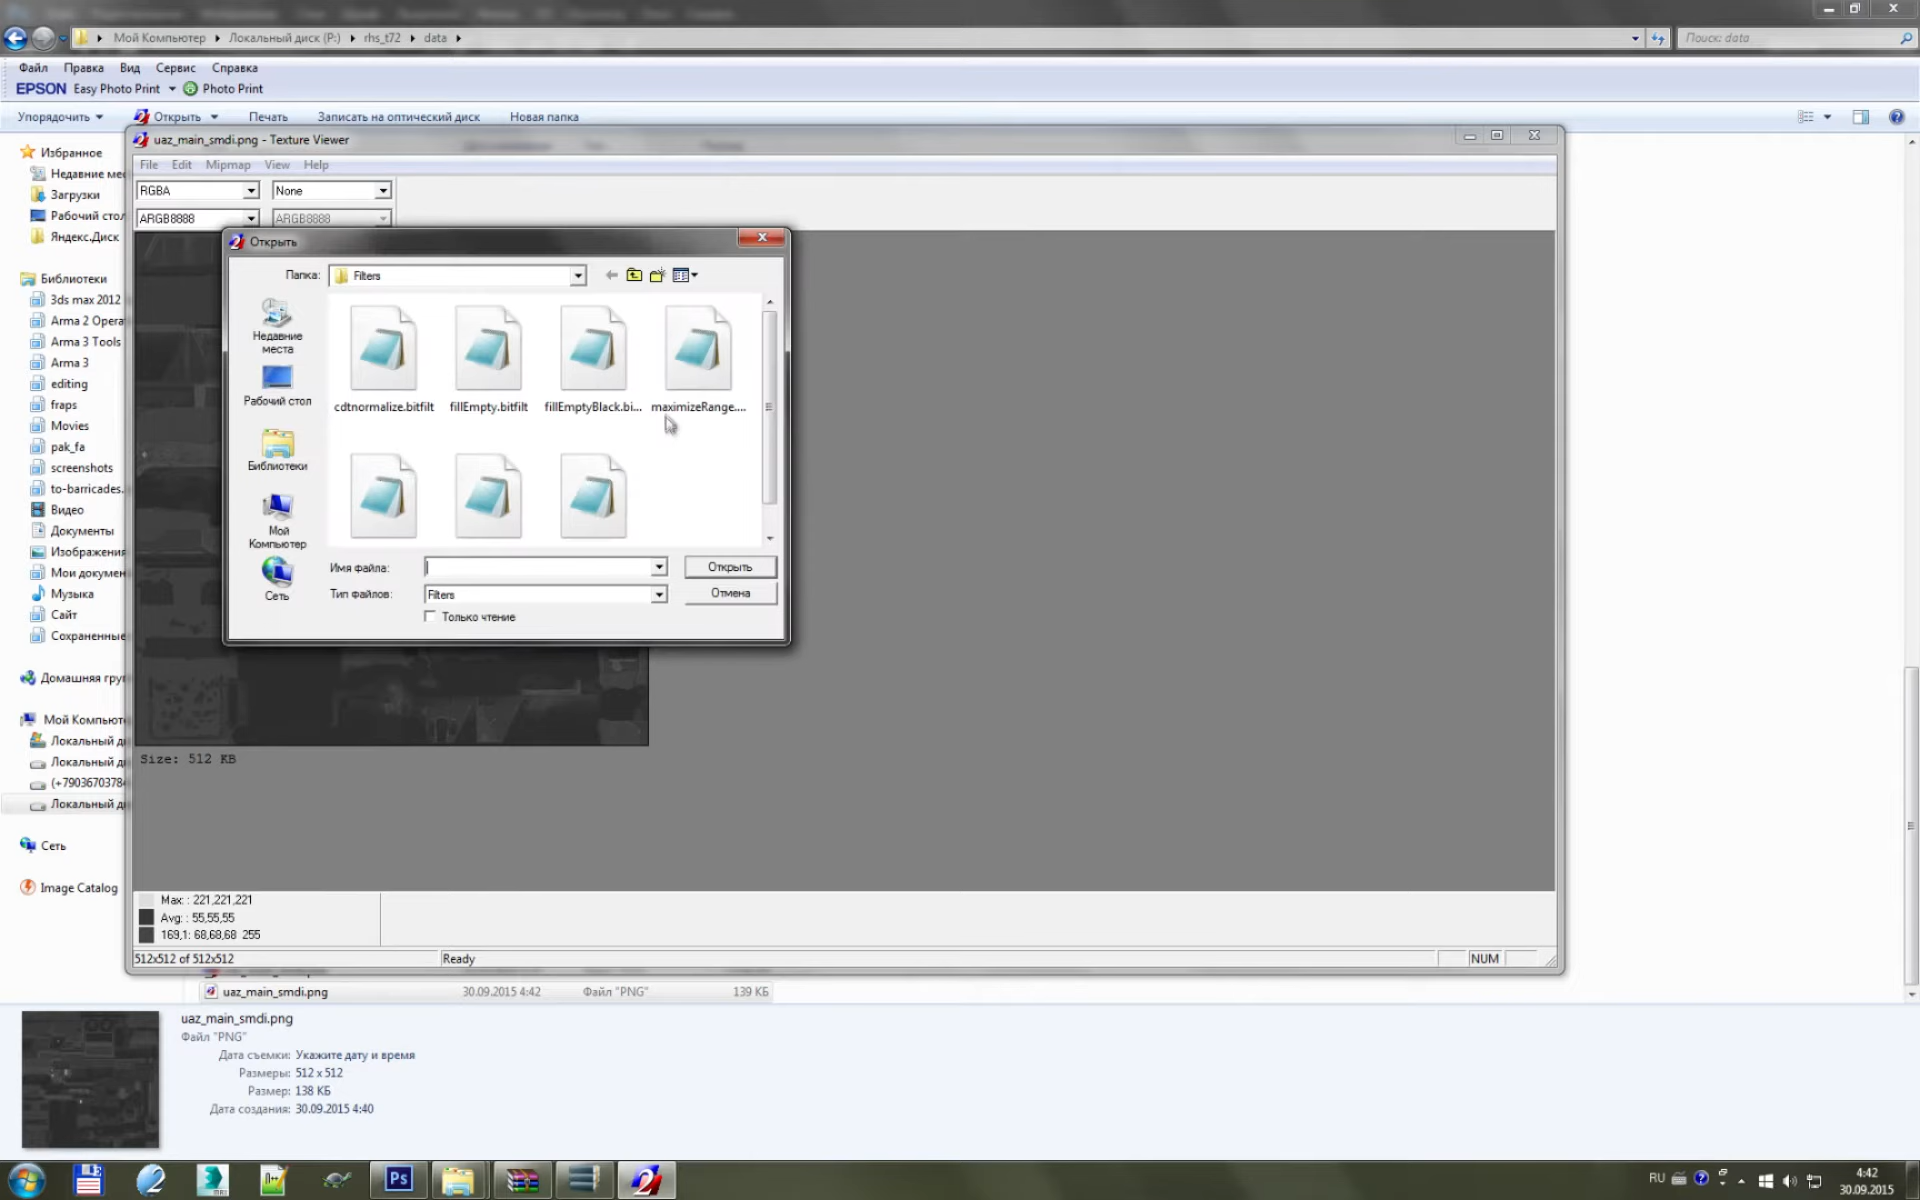 Мой Компьютер
Локальный диск (P:)
rhs_t72
data
Поиск: data
Файл Правка Вид Сервис Справка
EPSON Easy Photo Print Photo Print
Упорядочить Открыть Печать Записать на оптический диск Новая папка
uaz_main_smdi.png - Texture Viewer
File Edit Mipmap View Help
RGBA None
ARGB8888 ARGB8888
Избранное
Недавние мес
Загрузки
Рабочий стол
Яндекс.Диск
Библиотеки
3ds max 2012
Arma 2 Opera
Arma 3 Tools
Arma 3
editing
fraps
Movies
pak_fa
screenshots
to-barricades.
Видео
Документы
Изображения
Мои докумен
Музыка
Сайт
Сохраненные
Домашняя гру
Мой Компьют
Локальный д
Локальный ди
(+7903670378
Локальный ди
Сеть
Image Catalog
Открыть
Папка: Filters
Недавние места
Рабочий стол
Библиотеки
Мой Компьютер
Сеть
cdtnormalize.bitfilt
fillEmpty.bitfilt
fillEmptyBlack.bi...
maximizeRange....
Имя файла:
Открыть
Тип файлов: Filters
Отмена
Только чтение
Size: 512 KB
Max: : 221,221,221
Avg: : 55,55,55
169,1: 68,68,68 255
512x512 of 512x512
Ready
NUM
uaz_main_smdi.png 30.09.2015 4:42 Файл "PNG" 139 КБ
uaz_main_smdi.png
Файл "PNG"
Дата съемки: Укажите дату и время
Размеры: 512 x 512
Размер: 138 КБ
Дата создания: 30.09.2015 4:40
Ps
RU
4:42
30.09.2015